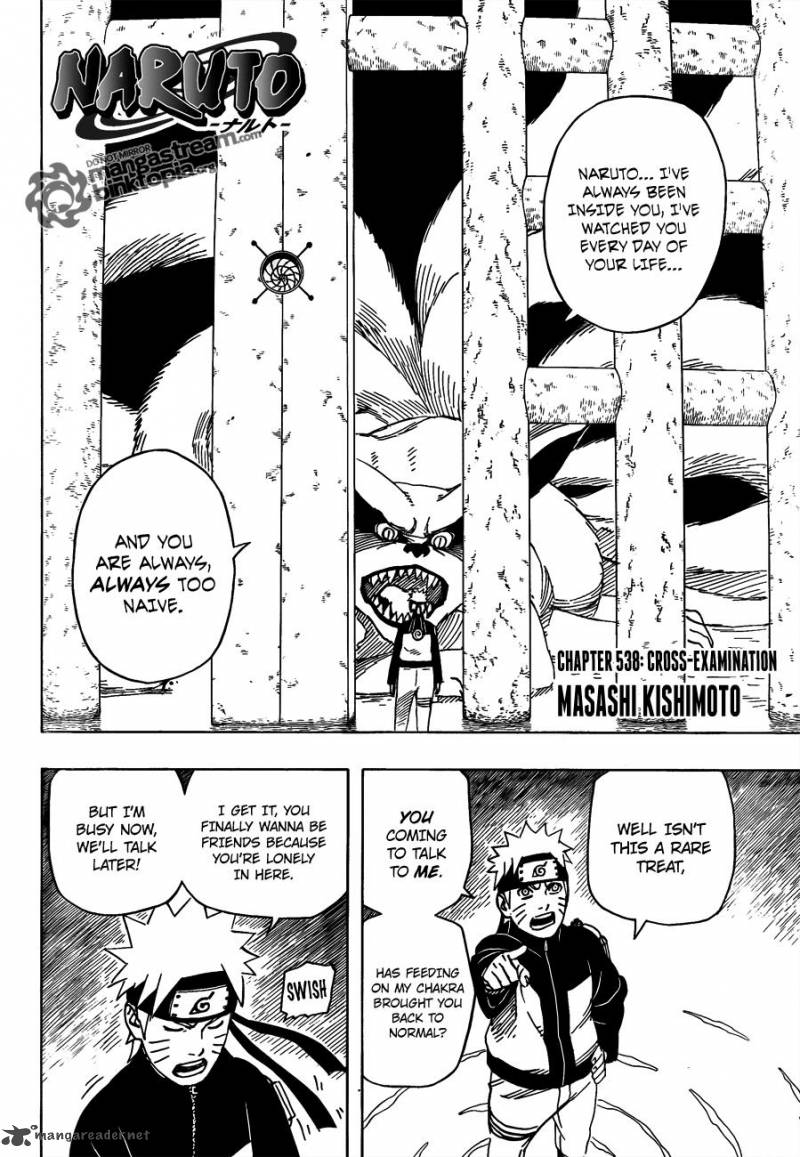 NARUTO
-ナルト-
DO NOT MIRROR
mangastream.com
binktopia
NARUTO... I'VE
ALWAYS BEEN
INSIDE YOU, I'VE
WATCHED YOU
EVERY DAY OF
YOUR LIFE...
AND YOU
ARE ALWAYS,
ALWAYS TOO
NAIVE.
CHAPTER 538: CROSS-EXAMINATION
MASASHI KISHIMOTO
WELL ISN'T
THIS A RARE
TREAT,
YOU
COMING
TO TALK
TO ME.
HAS FEEDING
ON MY CHAKRA
BROUGHT YOU
BACK TO
NORMAL?
I GET IT, YOU
FINALLY WANNA BE
FRIENDS BECAUSE
YOU'RE LONELY
IN HERE.
BUT I'M
BUSY NOW,
WE'LL TALK
LATER!
SWISH
mangareader.net